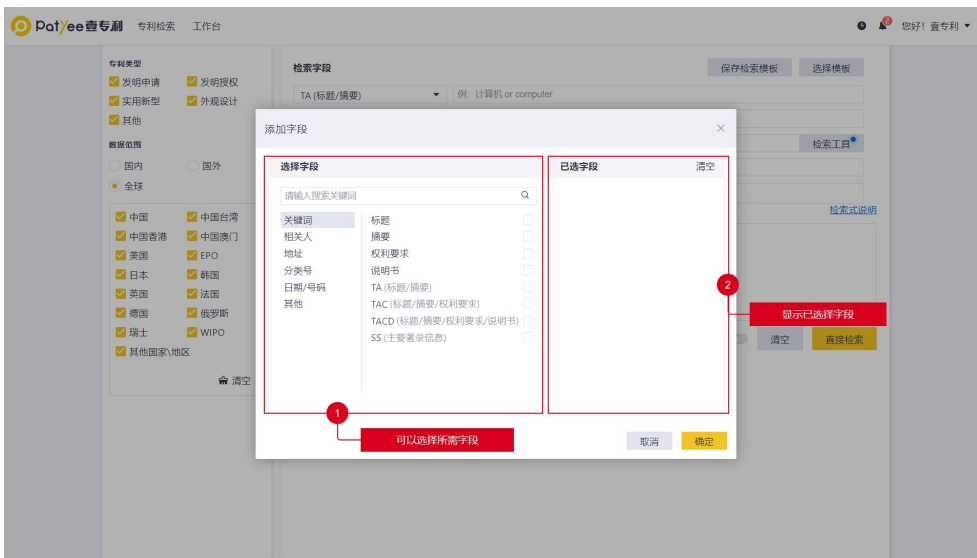 Patyee壹专利 专利检索 工作台 2 您好！壹专利
专利类型
发明申请 发明授权
实用新型 外观设计
其他
数据范围
国内 国外
全球
中国 中国台湾
中国香港 中国澳门
美国 EPO
日本 韩国
英国 法国
德国 俄罗斯
瑞士 WIPO
其他国家\地区
清空
检索字段 保存检索模板 选择模板
TA (标题/摘要) 例：计算机 or computer
检索工具
检索式说明
清空 直接检索
添加字段
选择字段
请输入搜索关键词
关键词
相关人
地址
分类号
日期/号码
其他
标题
摘要
权利要求
说明书
TA (标题/摘要)
TAC (标题/摘要/权利要求)
TACD (标题/摘要/权利要求/说明书)
SS (主要著录信息)
已选字段 清空
1
可以选择所需字段
2
显示已选择字段
取消 确定